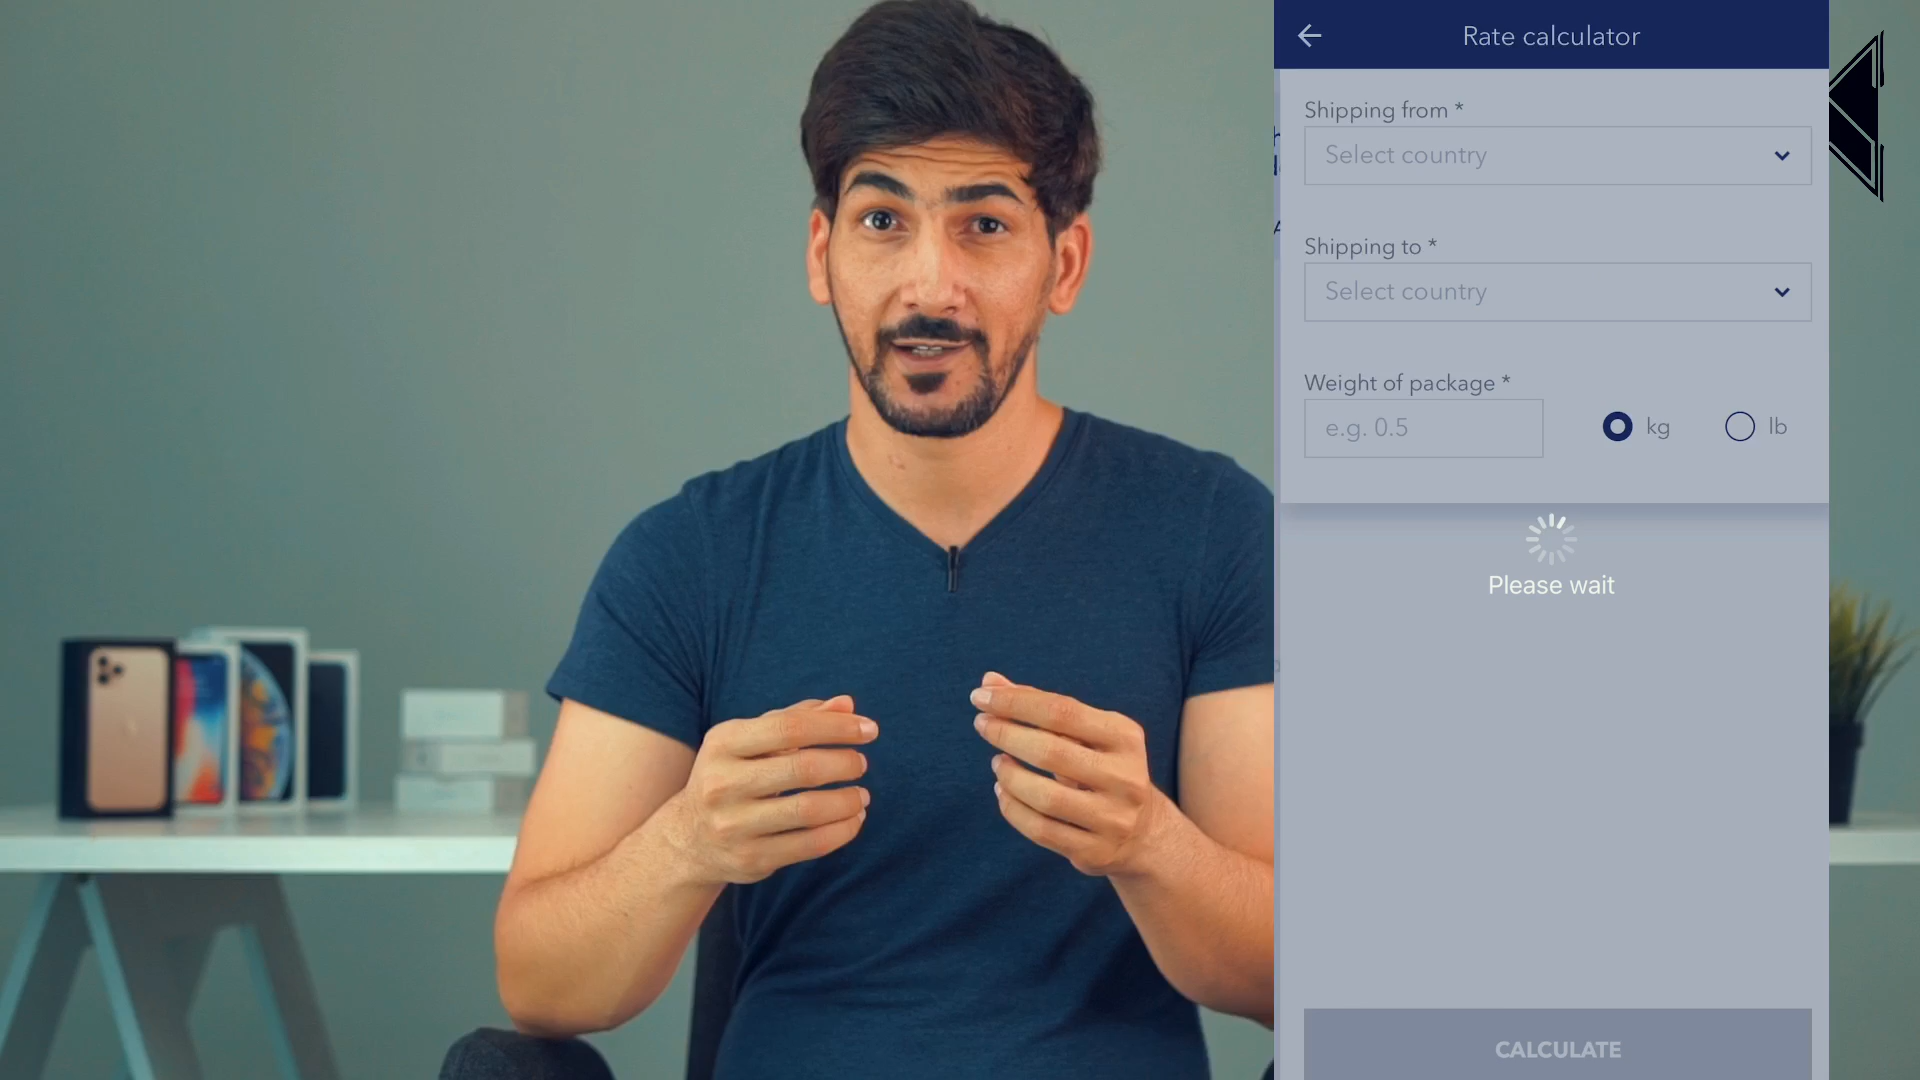 Rate calculator
Shipping from *
Select country
Shipping to *
Select country
Weight of package *
e.g. 0.5
kg
lb
Please wait
CALCULATE